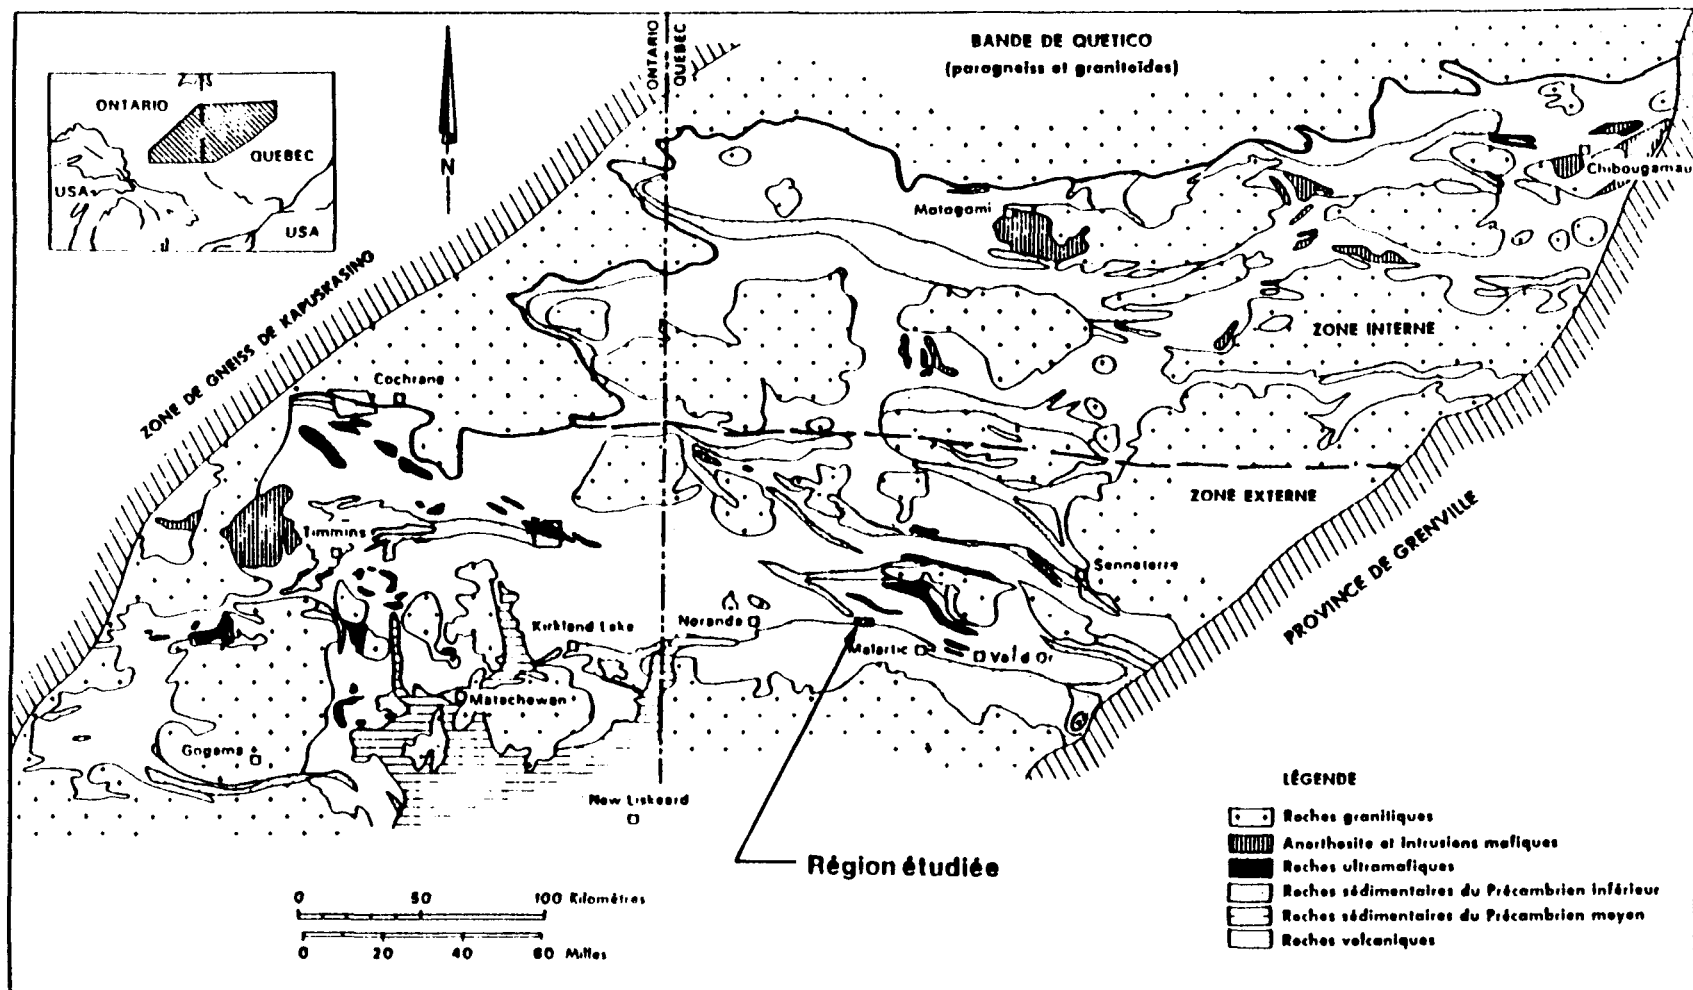 ONTARIO
QUEBEC
USA
USA
N
ONTARIO
QUEBEC
BANDE DE QUETICO
(paragneiss et granitoïdes)
Chibougamau
Matagami
ZONE DE GNEISS DE KAPUSKASING
ZONE INTERNE
Cochrane
ZONE EXTERNE
Timmins
Senneterre
PROVINCE DE GRENVILLE
Kirkland Lake
Noranda
Malartic
Val d'Or
Matachewan
Gogama
New Liskeard
Région étudiée
0 50 100 Kilomètres
0 20 40 60 Milles
LÉGENDE
Roches granitiques
Anorthosite et intrusions mafiques
Roches ultramafiques
Roches sédimentaires du Précambrien inférieur
Roches sédimentaires du Précambrien moyen
Roches volcaniques